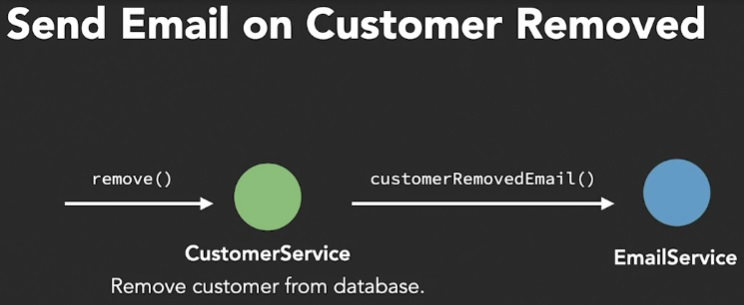 Send Email on Customer Removed
remove()
customerRemovedEmail()
CustomerService
EmailService
Remove customer from database.